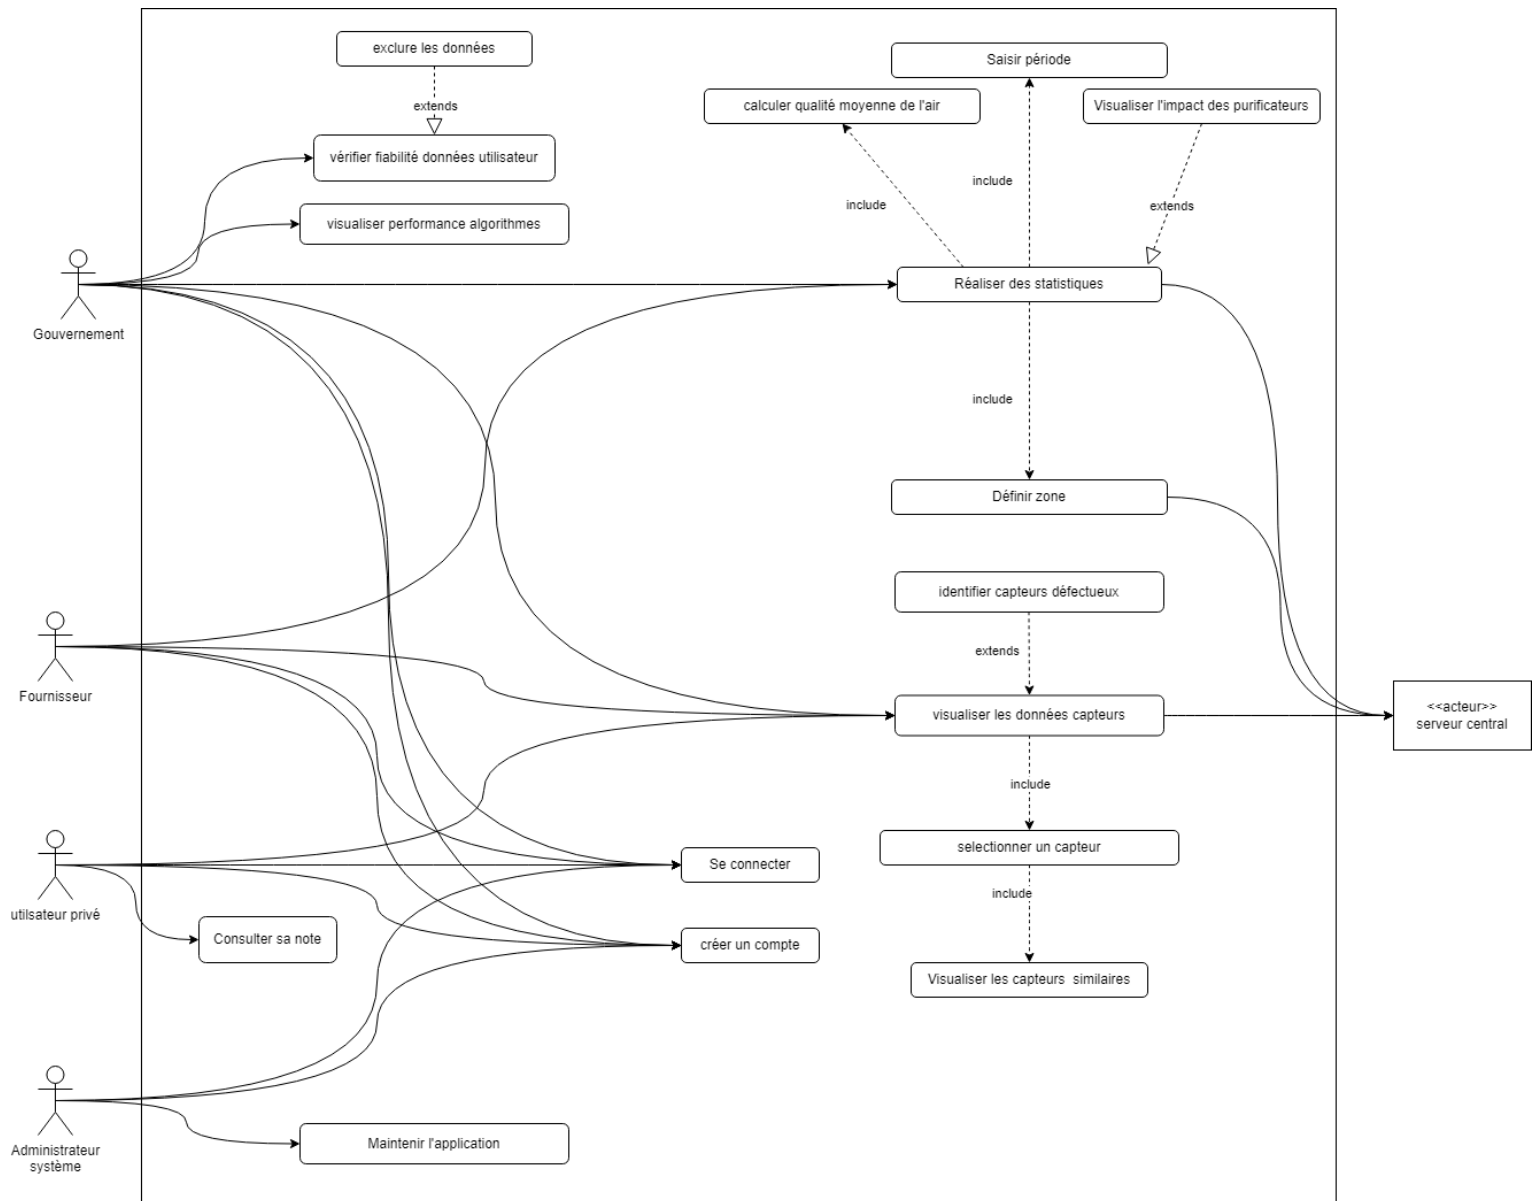 exclure les données
Saisir période
calculer qualité moyenne de l'air
Visualiser l'impact des purificateurs
extends
vérifier fiabilité données utilisateur
include
include
extends
visualiser performance algorithmes
Réaliser des statistiques
Gouvernement
include
Définir zone
identifier capteurs défectueux
extends
Fournisseur
visualiser les données capteurs
<<acteur>>
serveur central
include
selectionner un capteur
Se connecter
include
utilsateur privé
Consulter sa note
créer un compte
Visualiser les capteurs similaires
Maintenir l'application
Administrateur
système